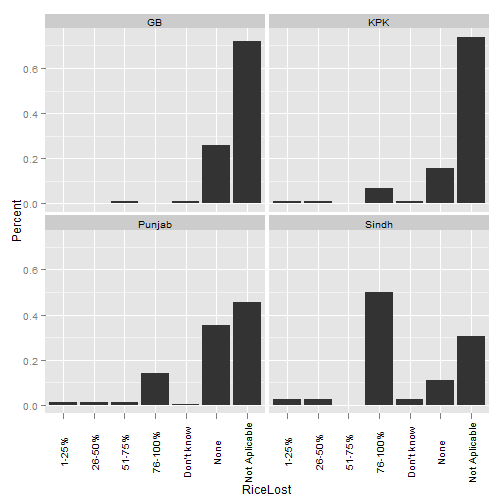 GB
KPK
0.6
0.4
0.2
0.0
Punjab
Sindh
0.6
0.4
0.2
0.0
Percent
1-25%
26-50%
51-75%
76-100%
Don't know
None
Not Aplicable
1-25%
26-50%
51-75%
76-100%
Don't know
None
Not Aplicable
RiceLost